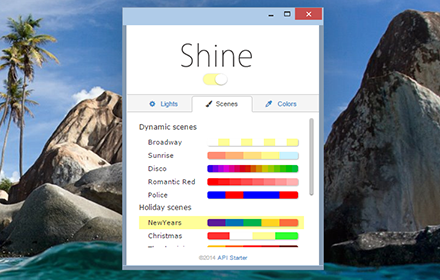 Shine
Lights
Scenes
Colors
Dynamic scenes
Broadway
Sunrise
Disco
Romantic Red
Police
Holiday scenes
NewYears
Christmas
©2014 API Starter